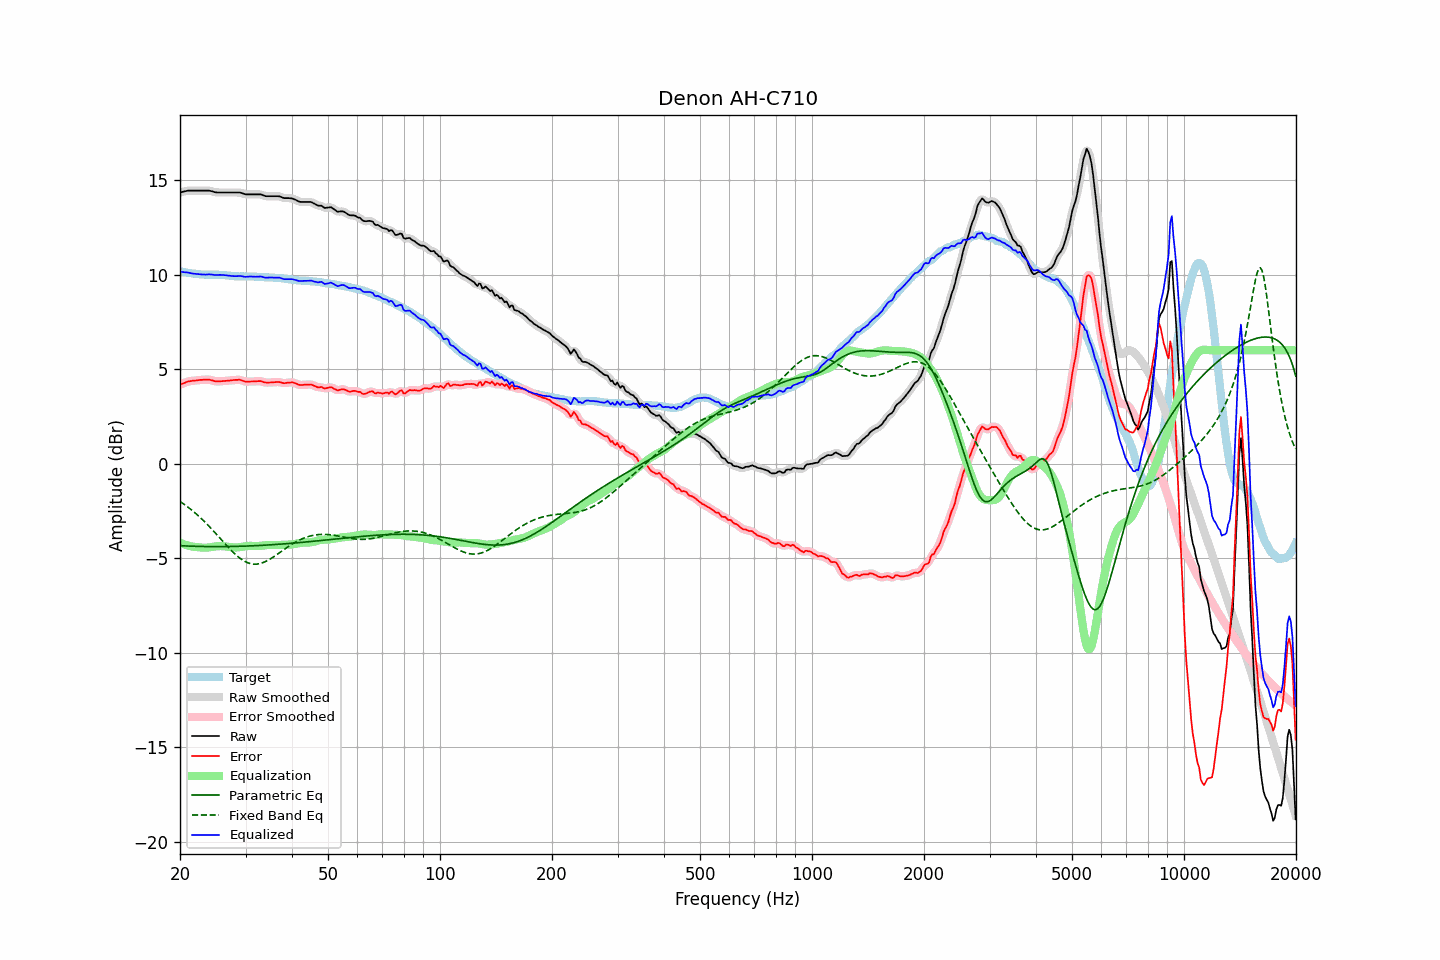 Denon AH-C710
Amplitude (dBr)
15
10
5
0
−5
−10
−15
−20
Target
Raw Smoothed
Error Smoothed
Raw
Error
Equalization
Parametric Eq
Fixed Band Eq
Equalized
20 50 100 200 500 1000 2000 5000 10000 20000
Frequency (Hz)